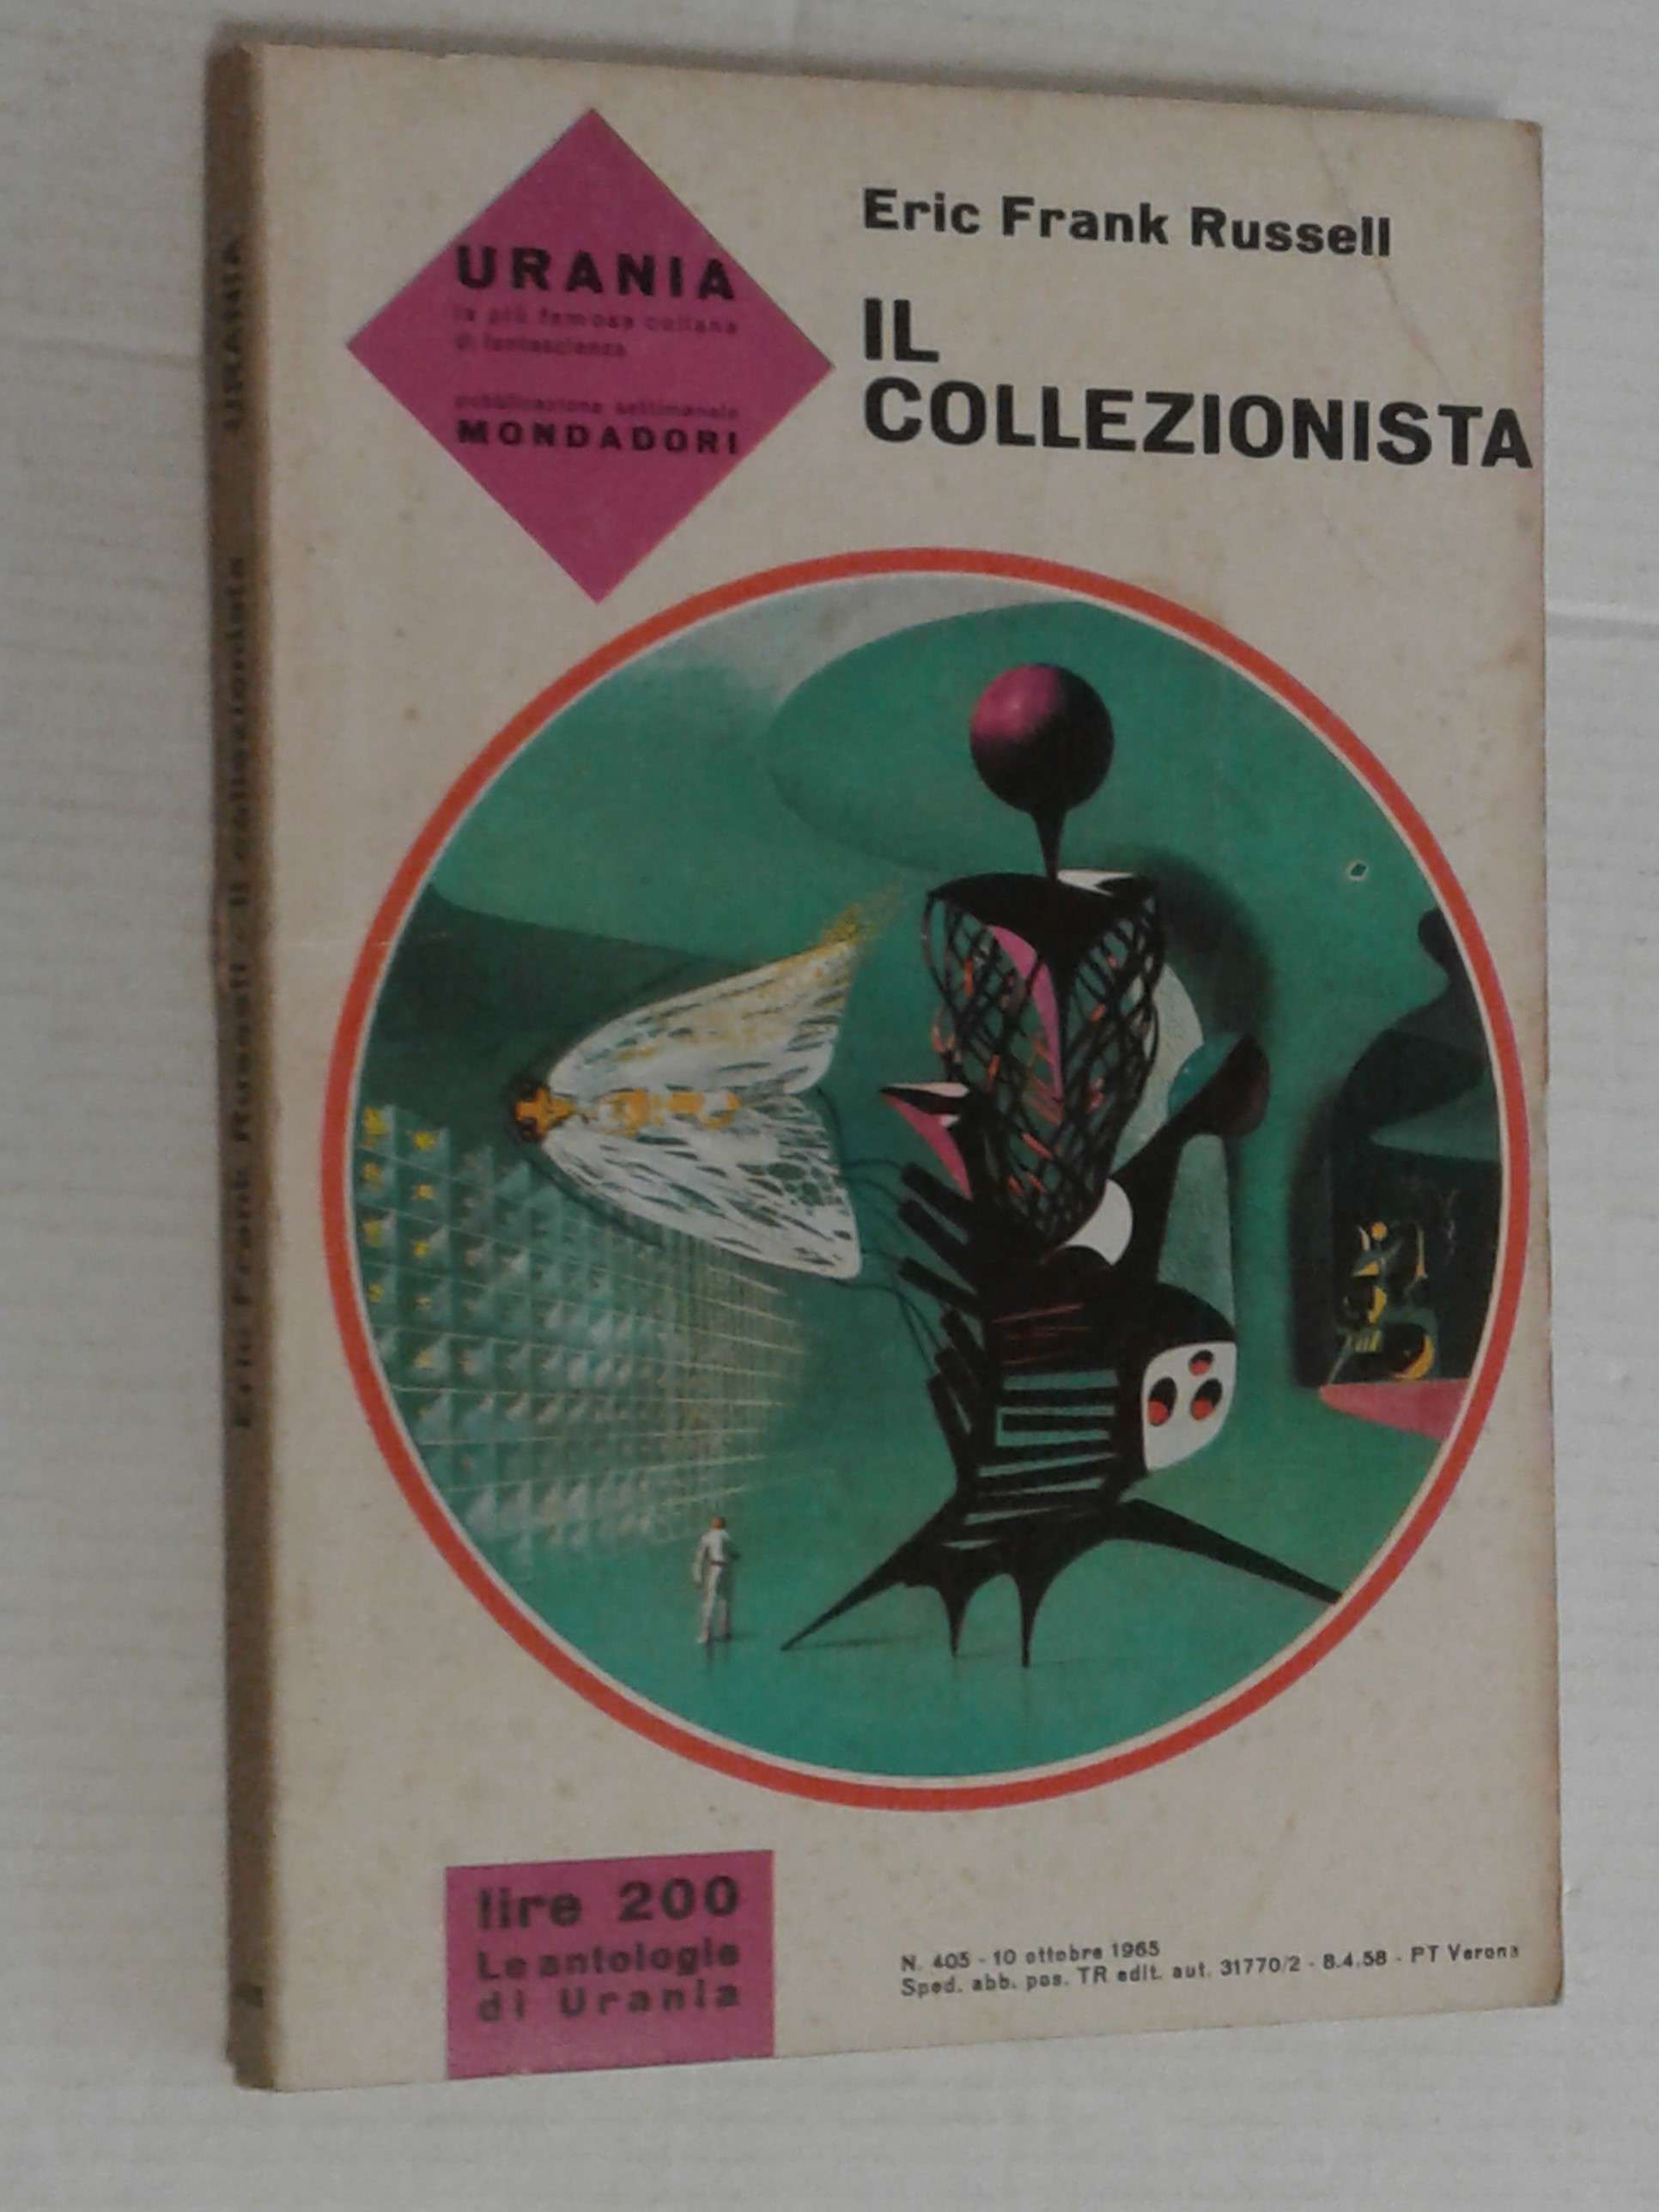 URANIA
la più famosa collana
di fantascienza
pubblicazione settimanale
MONDADORI
Eric Frank Russell
IL
COLLEZIONISTA
lire 200
Le antologie
di Urania
N. 405 - 10 ottobre 1965
Sped. abb. pos. TR edit. aut. 31770/2 - 8.4.58 - PT Verona
Eric Frank Russell / Il collezionista URANIA